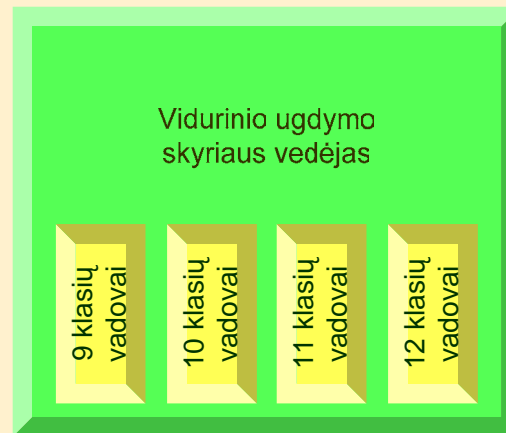 Vidurinio ugdymo
skyriaus vedėjas
9 klasių
vadovai
10 klasių
vadovai
11 klasių
vadovai
12 klasių
vadovai